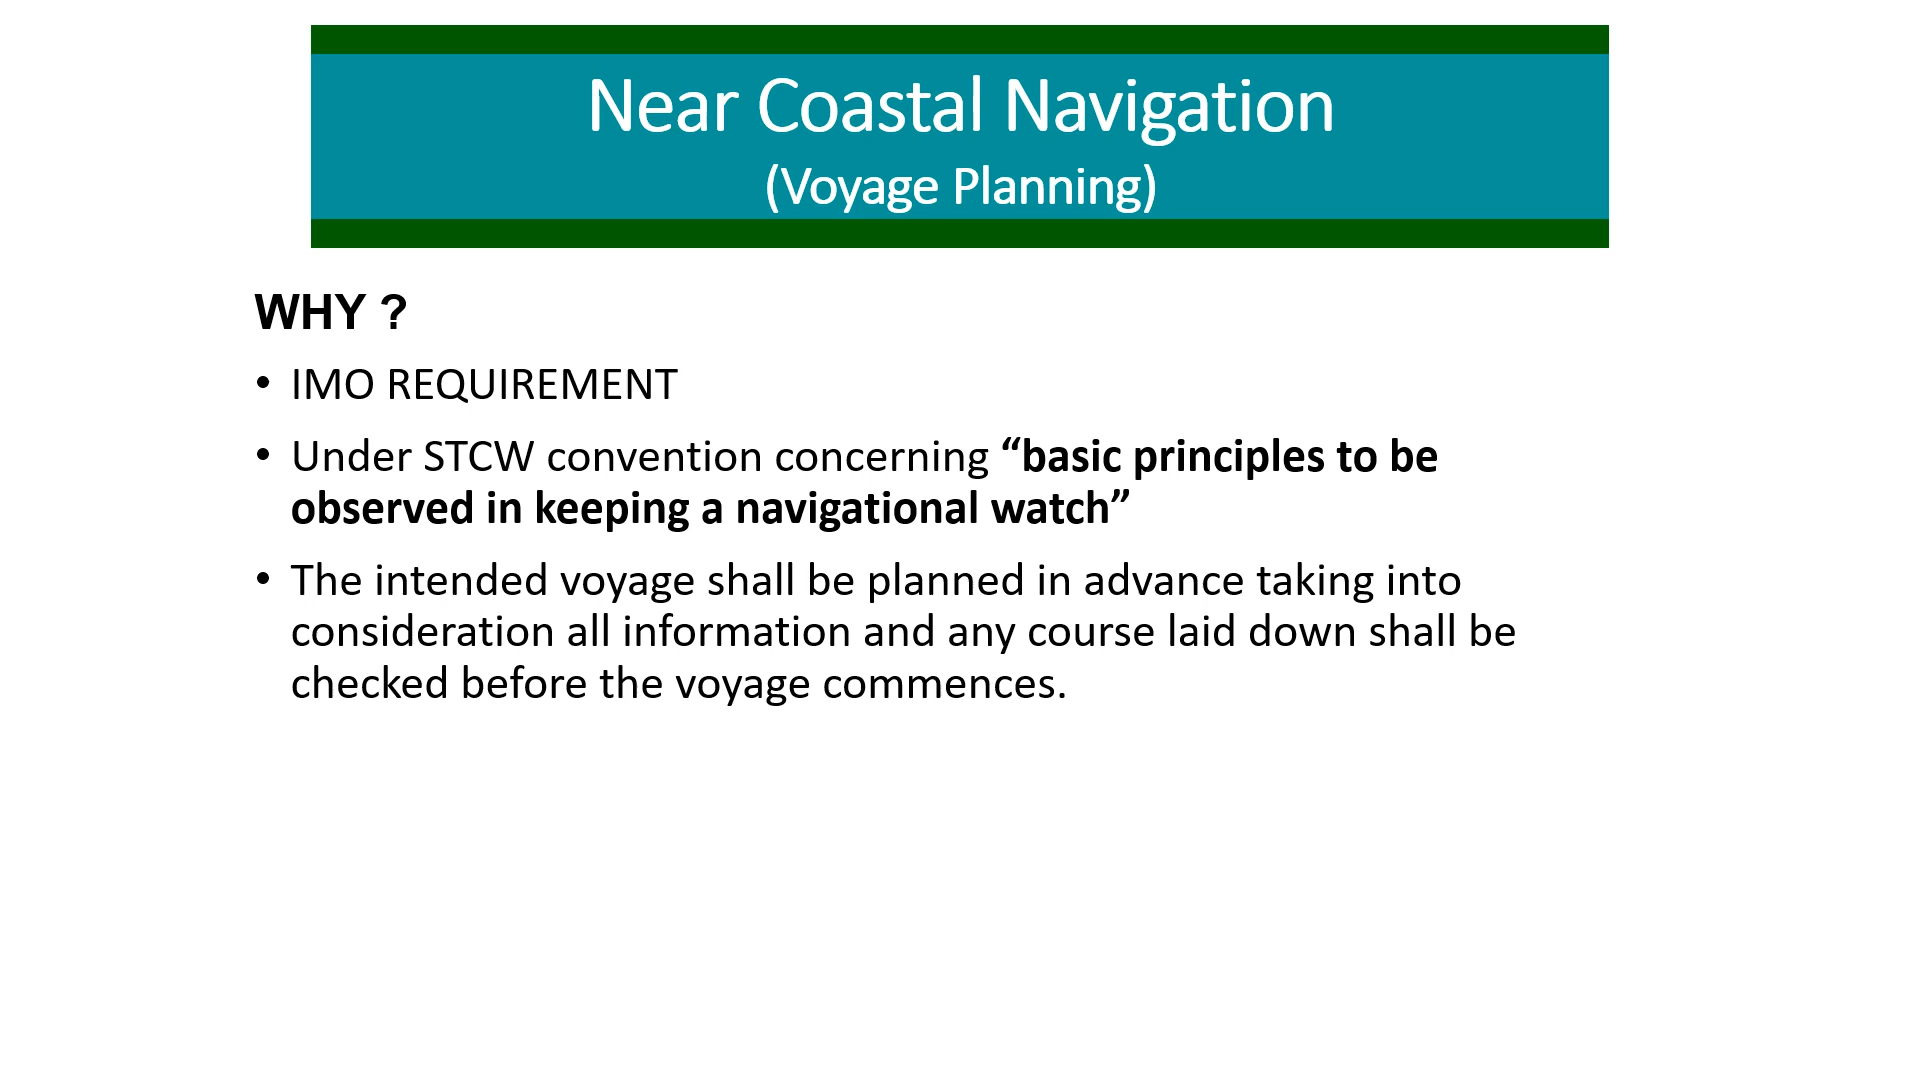 Near Coastal Navigation
(Voyage Planning)
WHY ?
• IMO REQUIREMENT
• Under STCW convention concerning “basic principles to be
observed in keeping a navigational watch”
• The intended voyage shall be planned in advance taking into
consideration all information and any course laid down shall be
checked before the voyage commences.